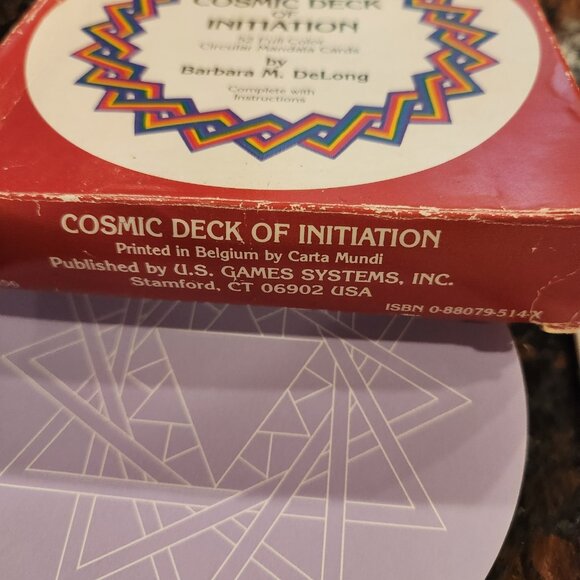 COSMIC DECK
OF
INITIATION
52 Full Color
Circular Mandala Cards
by
Barbara M. DeLong
Complete with
Instructions
COSMIC DECK OF INITIATION
Printed in Belgium by Carta Mundi
Published by U.S. GAMES SYSTEMS, INC.
Stamford, CT 06902 USA
ISBN 0-88079-514-X